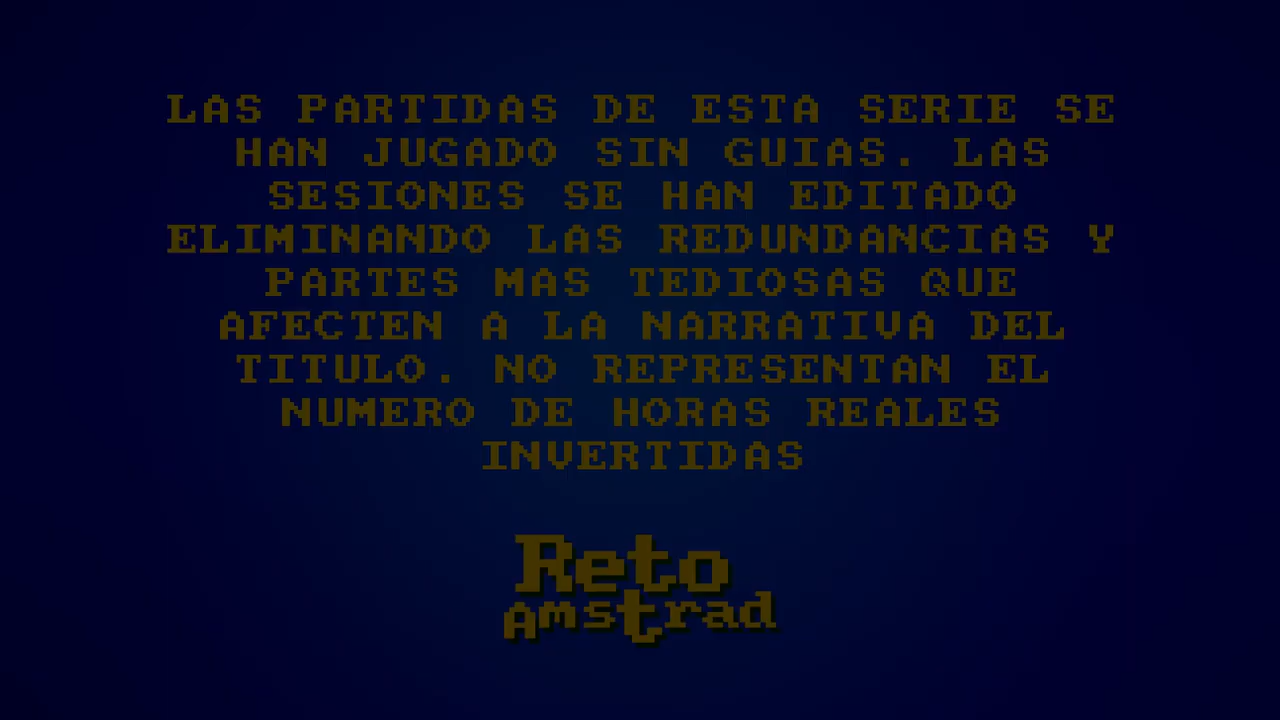 LAS PARTIDAS DE ESTA SERIE SE
HAN JUGADO SIN GUIAS. LAS
SESIONES SE HAN EDITADO
ELIMINANDO LAS REDUNDANCIAS Y
PARTES MAS TEDIOSAS QUE
AFECTEN A LA NARRATIVA DEL
TITULO. NO REPRESENTAN EL
NUMERO DE HORAS REALES
INVERTIDAS
Reto
Amstrad